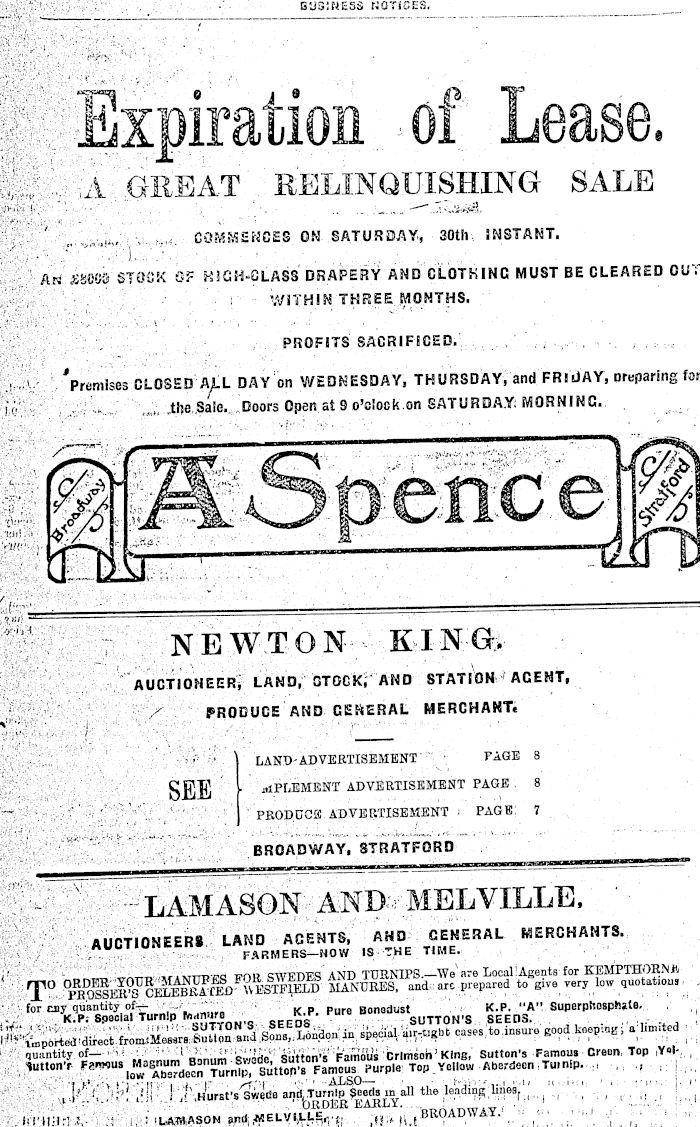 BUSINESS NOTICES.
Expiration of Lease.
A GREAT RELINQUISHING SALE
COMMENCES ON SATURDAY, 30th INSTANT.
AN STOCK OF HIGH-CLASS DRAPERY AND CLOTHING MUST BE CLEARED OUT
WITHIN THREE MONTHS.
PROFITS SACRIFICED.
Premises CLOSED ALL DAY on WEDNESDAY, THURSDAY, and FRIDAY, preparing for
the Sale. Doors Open at 9 o'clock on SATURDAY MORNING.
Broadway
A Spence
Stratford
NEWTON KING.
AUCTIONEER, LAND, STOCK, AND STATION AGENT,
PRODUCE AND GENERAL MERCHANT.
SEE
LAND ADVERTISEMENT PAGE 8
MPLEMENT ADVERTISEMENT PAGE 8
PRODUCE ADVERTISEMENT PAGE 7
BROADWAY, STRATFORD
LAMASON AND MELVILLE.
AUCTIONEERS LAND AGENTS, AND GENERAL MERCHANTS.
FARMERS—NOW IS THE TIME.
TO ORDER YOUR MANURES FOR SWEDES AND TURNIPS.—We are Local Agents for KEMPTHORNE
PROSSER'S CELEBRATED WESTFIELD MANURES, and are prepared to give very low quotations
for any quantity of—
K.P. Special Turnip Manure K.P. Pure Bonedust K.P. "A" Superphosphate.
SUTTON'S SEEDS SUTTON'S SEEDS.
Imported direct from Messrs Sutton and Sons, London in special air-tight cases to insure good keeping; a limited
quantity of—
Sutton's Famous Magnum Bonum Swede, Sutton's Famous Crimson King, Sutton's Famous Green Top Yel-
low Aberdeen Turnip, Sutton's Famous Purple Top Yellow Aberdeen Turnip.
—ALSO—
Hurst's Swede and Turnip Seeds in all the leading lines,
ORDER EARLY.
LAMASON and MELVILLE BROADWAY.